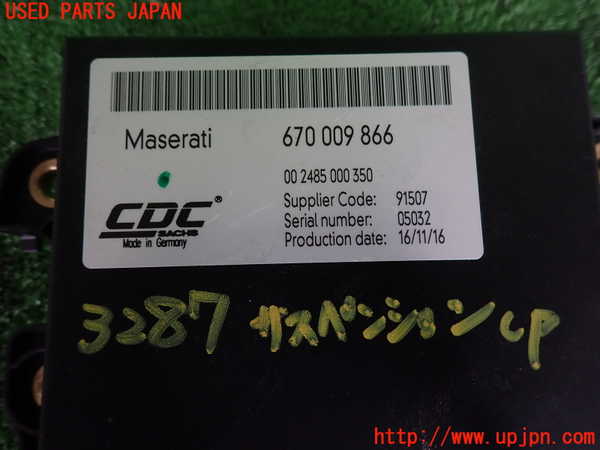 USED PARTS JAPAN
Maserati 670 009 866
00 2485 000 350
Supplier Code: 91507
CDC® Serial number: 05032
SACHS
Made in Germany Production date: 16/11/16
3287 サスペンション CP
http://www.upjpn.com